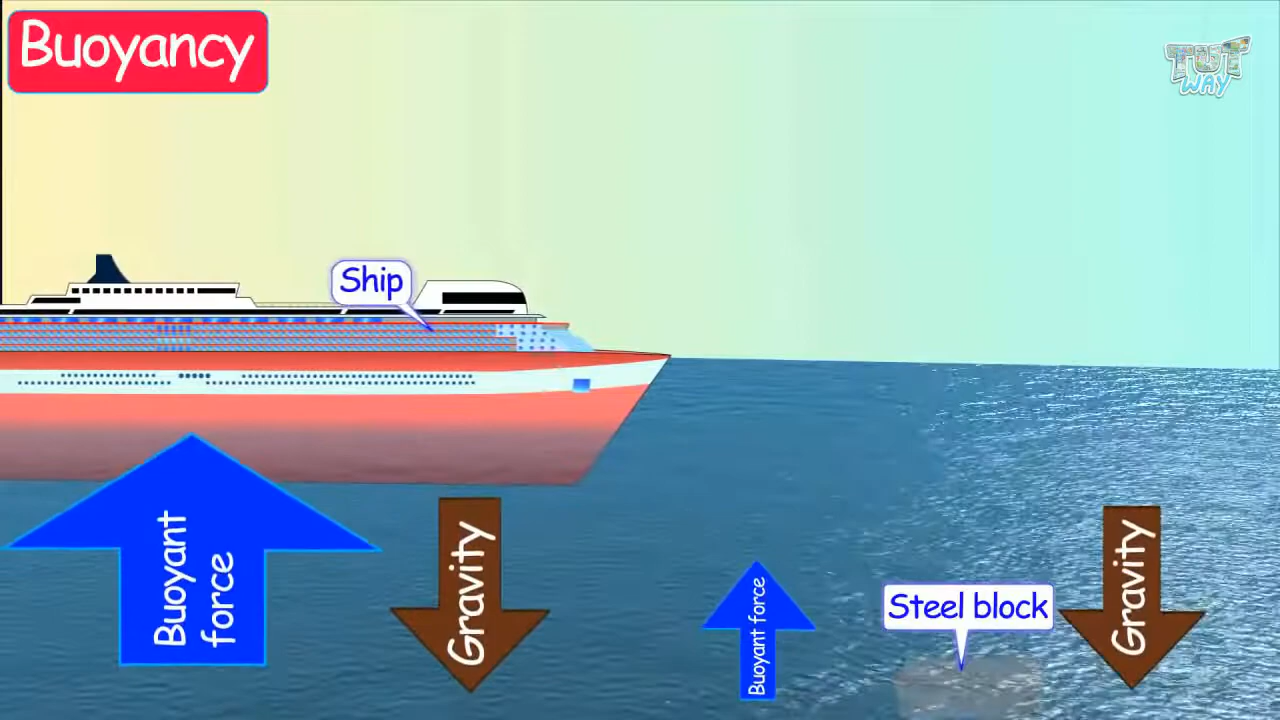 Buoyancy
TUT
WAY
Ship
Buoyant
force
Gravity
Buoyant force
Steel block
Gravity